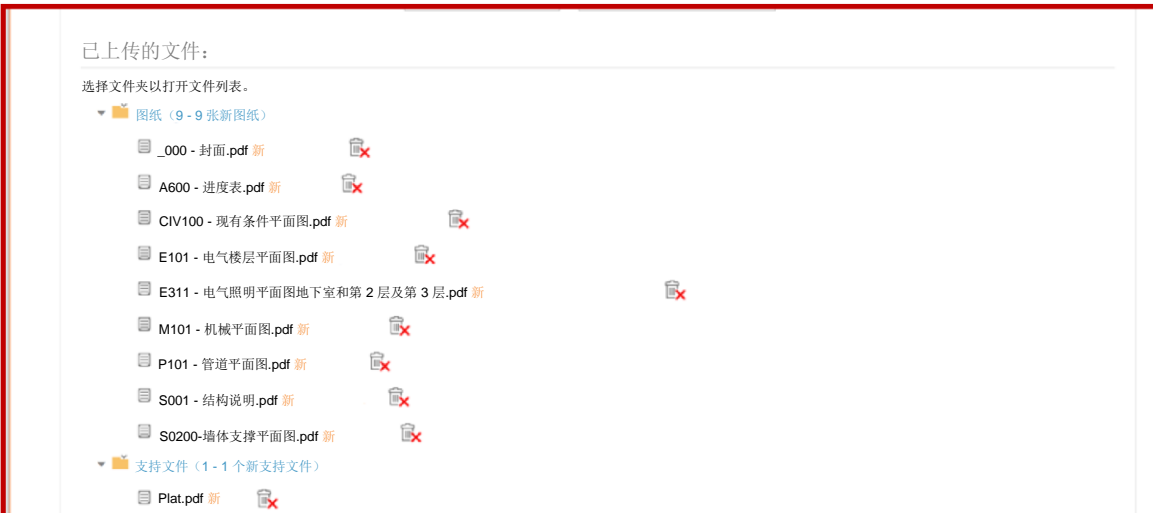 已上传的文件：
选择文件夹以打开文件列表。
图纸（9 - 9 张新图纸）
_000 - 封面.pdf 新
A600 - 进度表.pdf 新
CIV100 - 现有条件平面图.pdf 新
E101 - 电气楼层平面图.pdf 新
E311 - 电气照明平面图地下室和第 2 层及第 3 层.pdf 新
M101 - 机械平面图.pdf 新
P101 - 管道平面图.pdf 新
S001 - 结构说明.pdf 新
S0200-墙体支撑平面图.pdf 新
支持文件（1 - 1 个新支持文件）
Plat.pdf 新